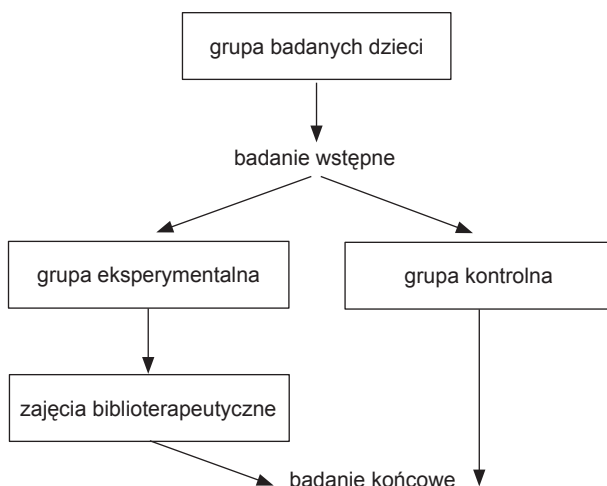 grupa badanych dzieci
badanie wstępne
grupa eksperymentalna
grupa kontrolna
zajęcia biblioterapeutyczne
badanie końcowe